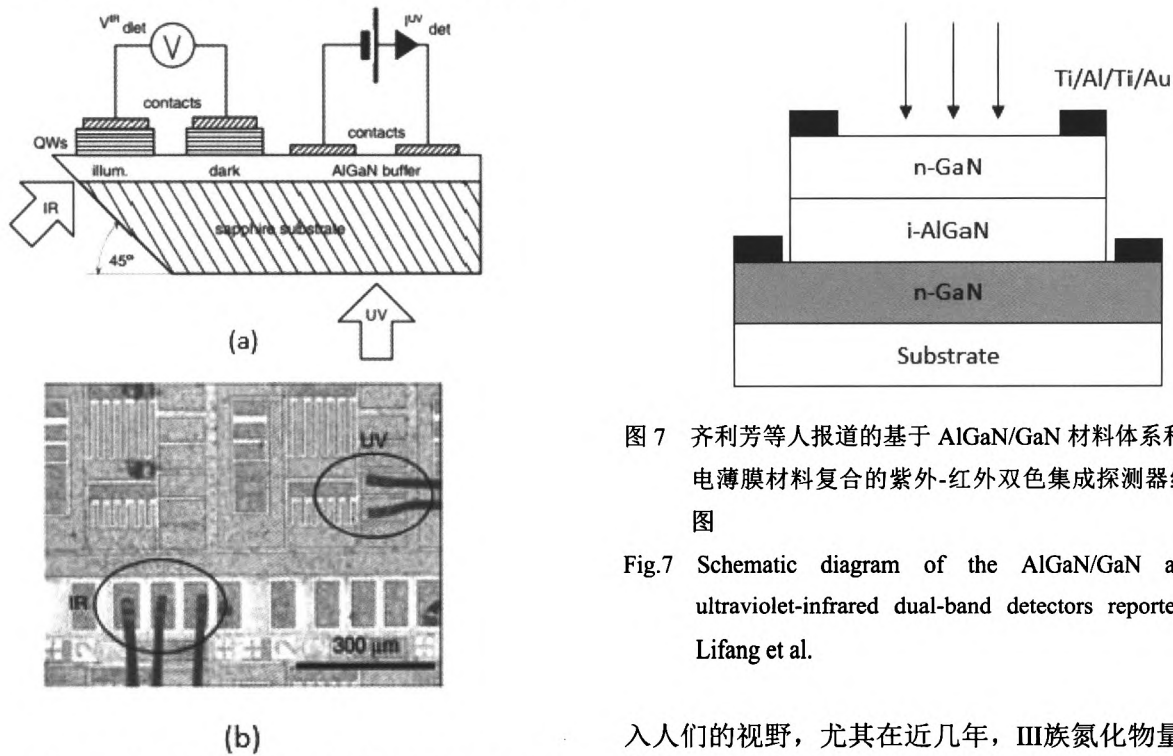 V^IR diet
I^UV det
V
contacts
contacts
QWs
illum.
dark
AlGaN buffer
IR
sapphire substrate
45°
UV
(a)
UV
IR
300 μm
(b)
Ti/Al/Ti/Au
n-GaN
i-AlGaN
n-GaN
Substrate
图 7 齐利芳等人报道的基于 AlGaN/GaN 材料体系
电薄膜材料复合的紫外-红外双色集成探测器
图
Fig.7 Schematic diagram of the AlGaN/GaN
ultraviolet-infrared dual-band detectors
Lifang et al.
入人们的视野，尤其在近几年，III族氮化物